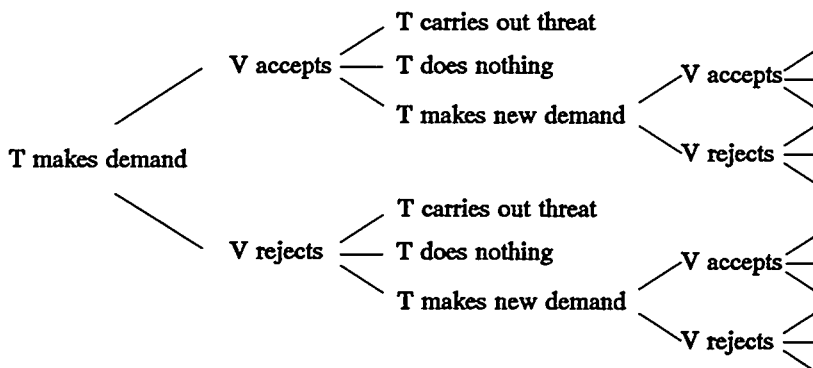 T carries out threat
V accepts
T does nothing
V accepts
T makes new demand
V rejects
T makes demand
T carries out threat
V rejects
T does nothing
V accepts
T makes new demand
V rejects